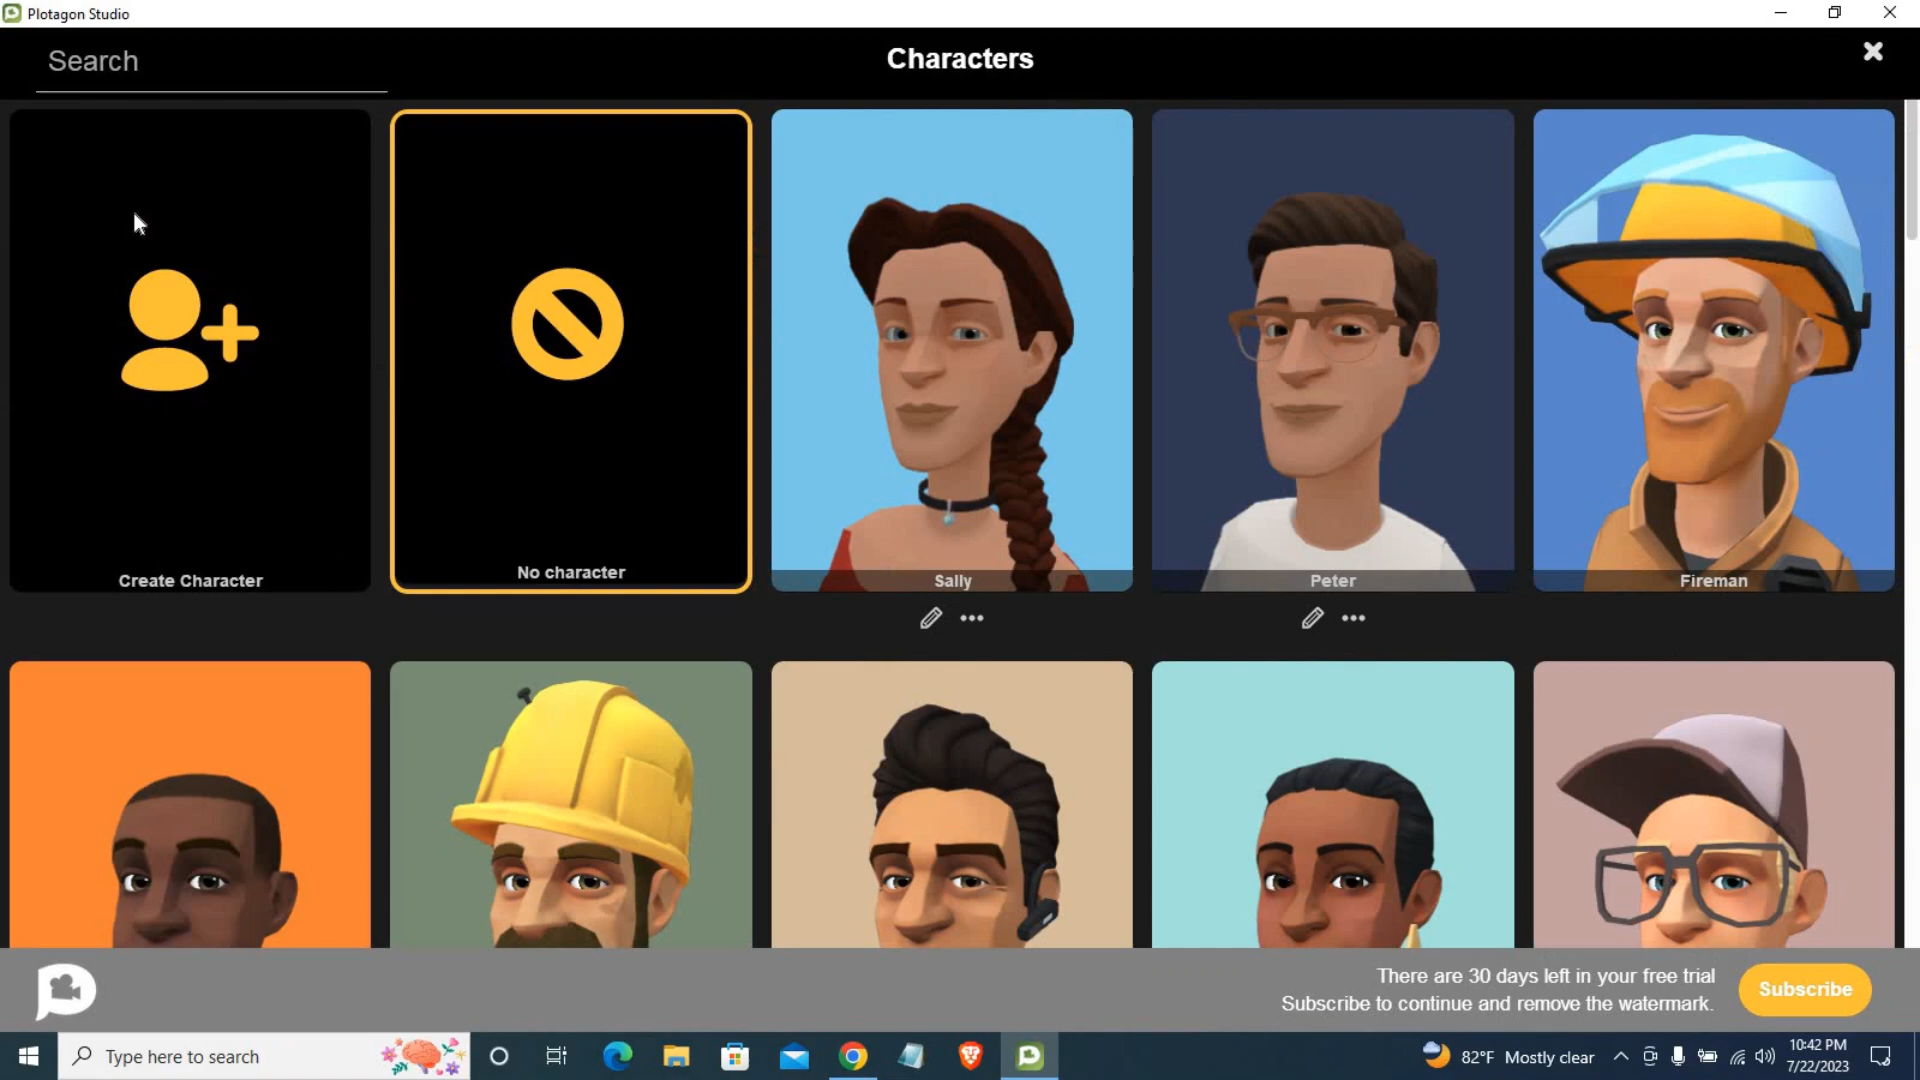 Plotagon Studio
Search
Characters
Create Character
No character
Sally
Peter
Fireman
There are 30 days left in your free trial
Subscribe to continue and remove the watermark.
Subscribe
Type here to search
82°F Mostly clear
10:42 PM
7/22/2023